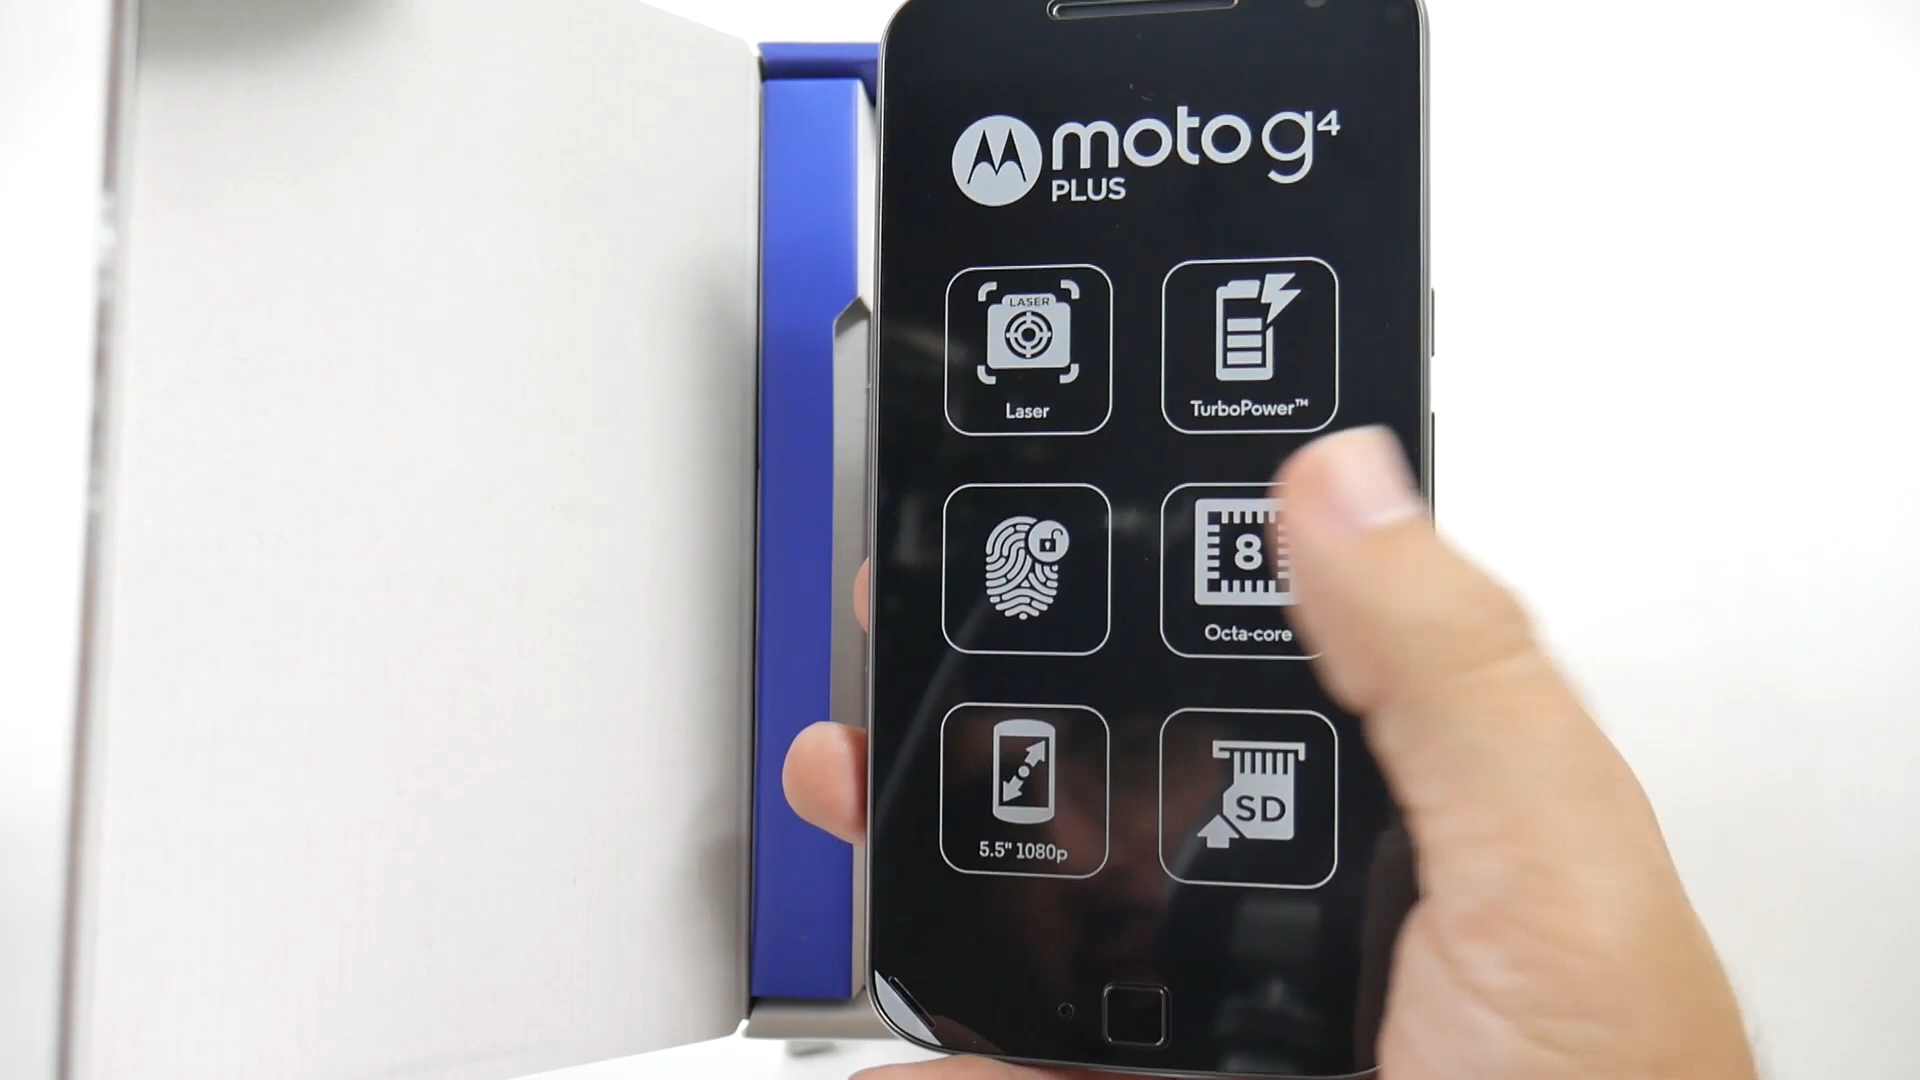 moto g4
PLUS
LASER
Laser
TurboPower™
8
Octa-core
5.5" 1080p
SD